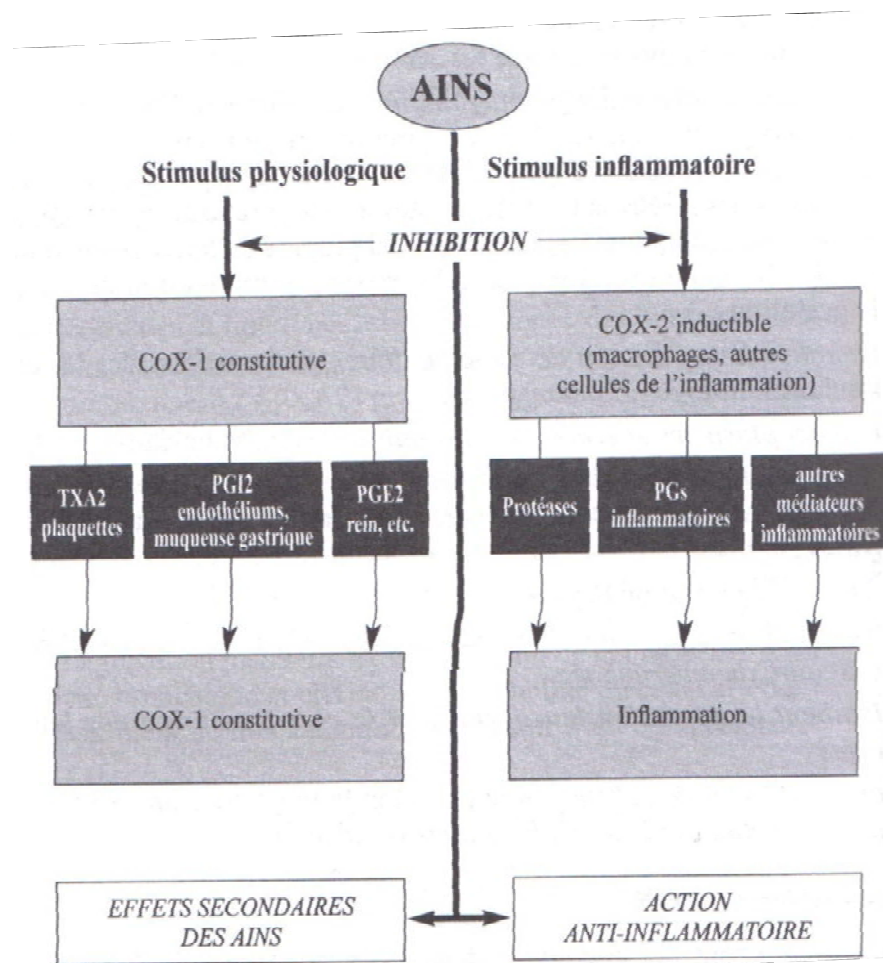 AINS
Stimulus physiologique
Stimulus inflammatoire
INHIBITION
COX-1 constitutive
COX-2 inductible
(macrophages, autres
cellules de l'inflammation)
TXA2
plaquettes
PGI2
endothéliums,
muqueuse gastrique
PGE2
rein, etc.
Protéases
PGs
inflammatoires
autres
médiateurs
inflammatoires
COX-1 constitutive
Inflammation
EFFETS SECONDAIRES
DES AINS
ACTION
ANTI-INFLAMMATOIRE